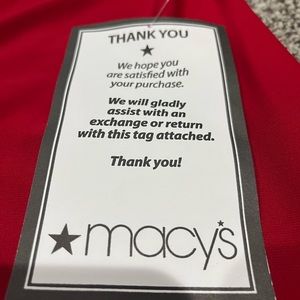 THANK YOU
We hope you
are satisfied with
your purchase.
We will gladly
assist with an
exchange or return
with this tag attached.
Thank you!
macy's